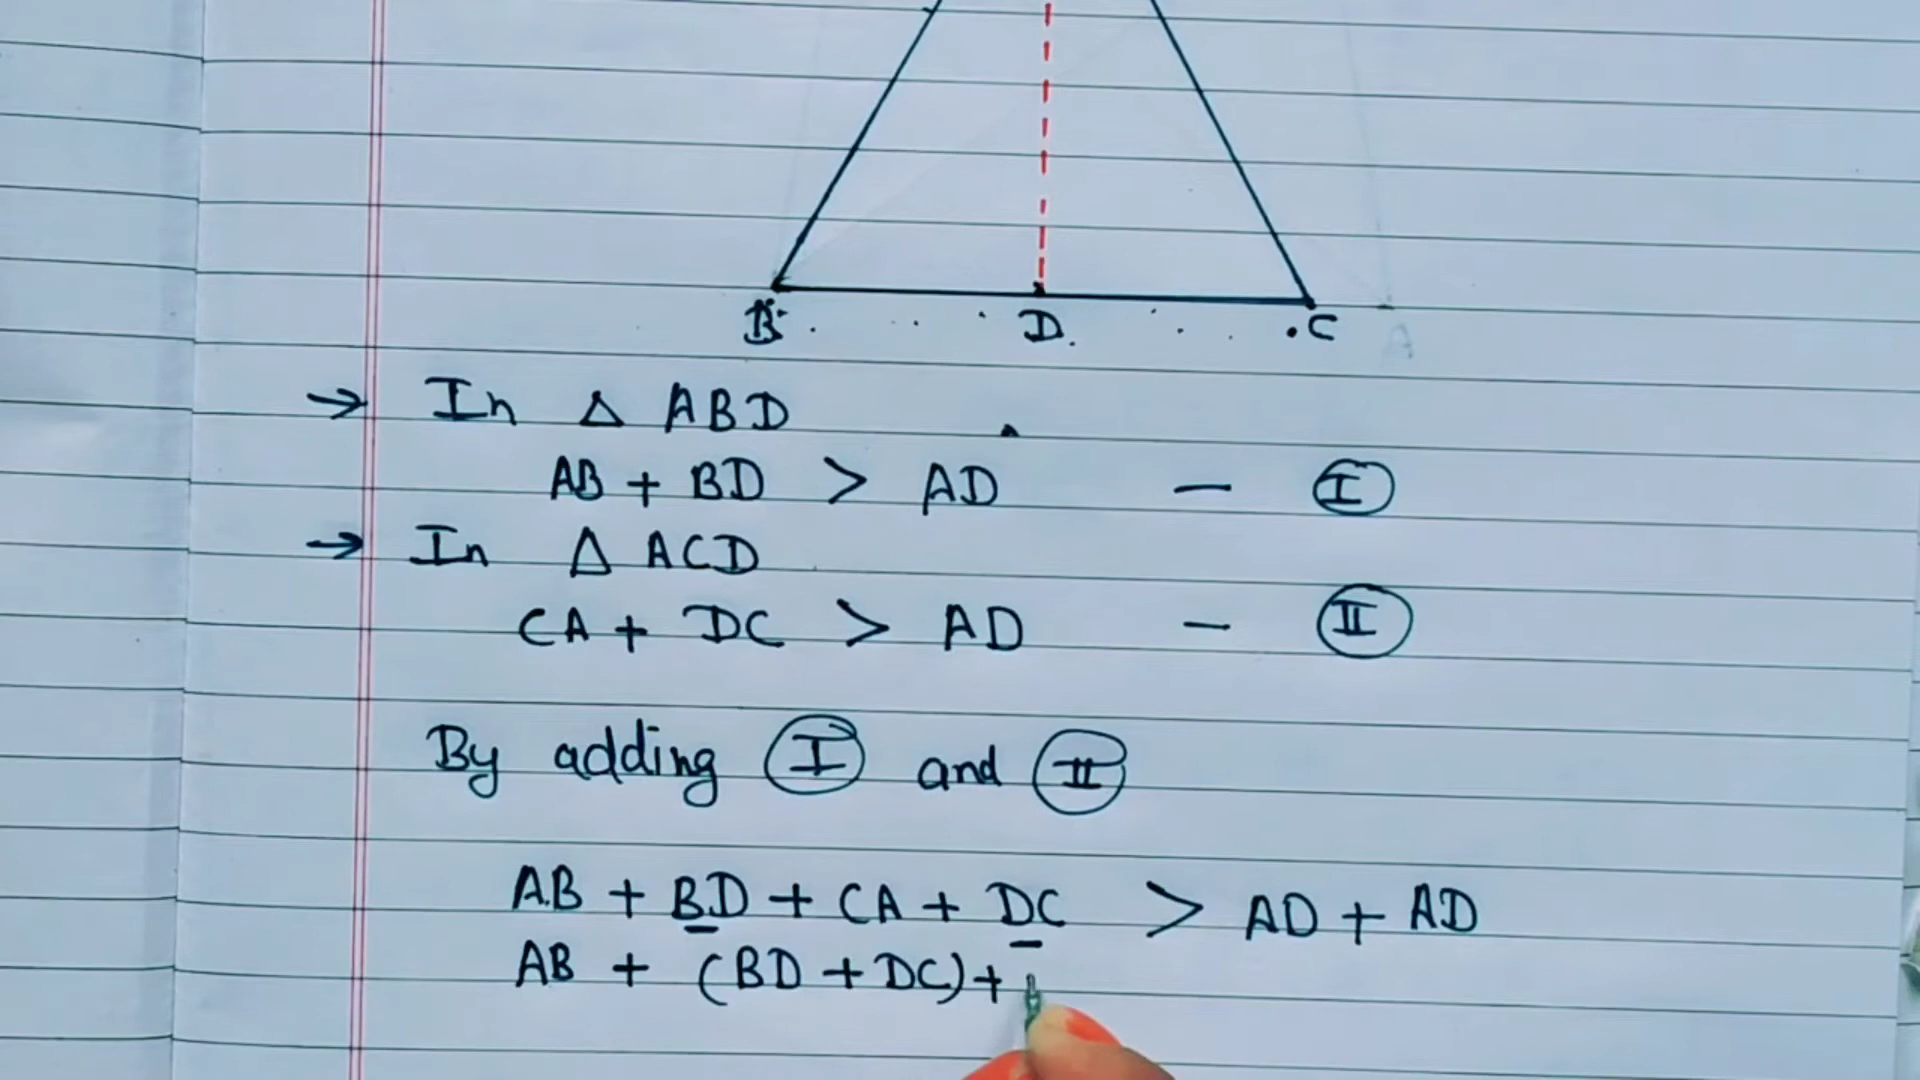 B D C
→ In Δ ABD
AB + BD > AD — I
→ In Δ ACD
CA + DC > AD — II
By adding I and II
AB + BD + CA + DC > AD + AD
AB + (BD + DC) +